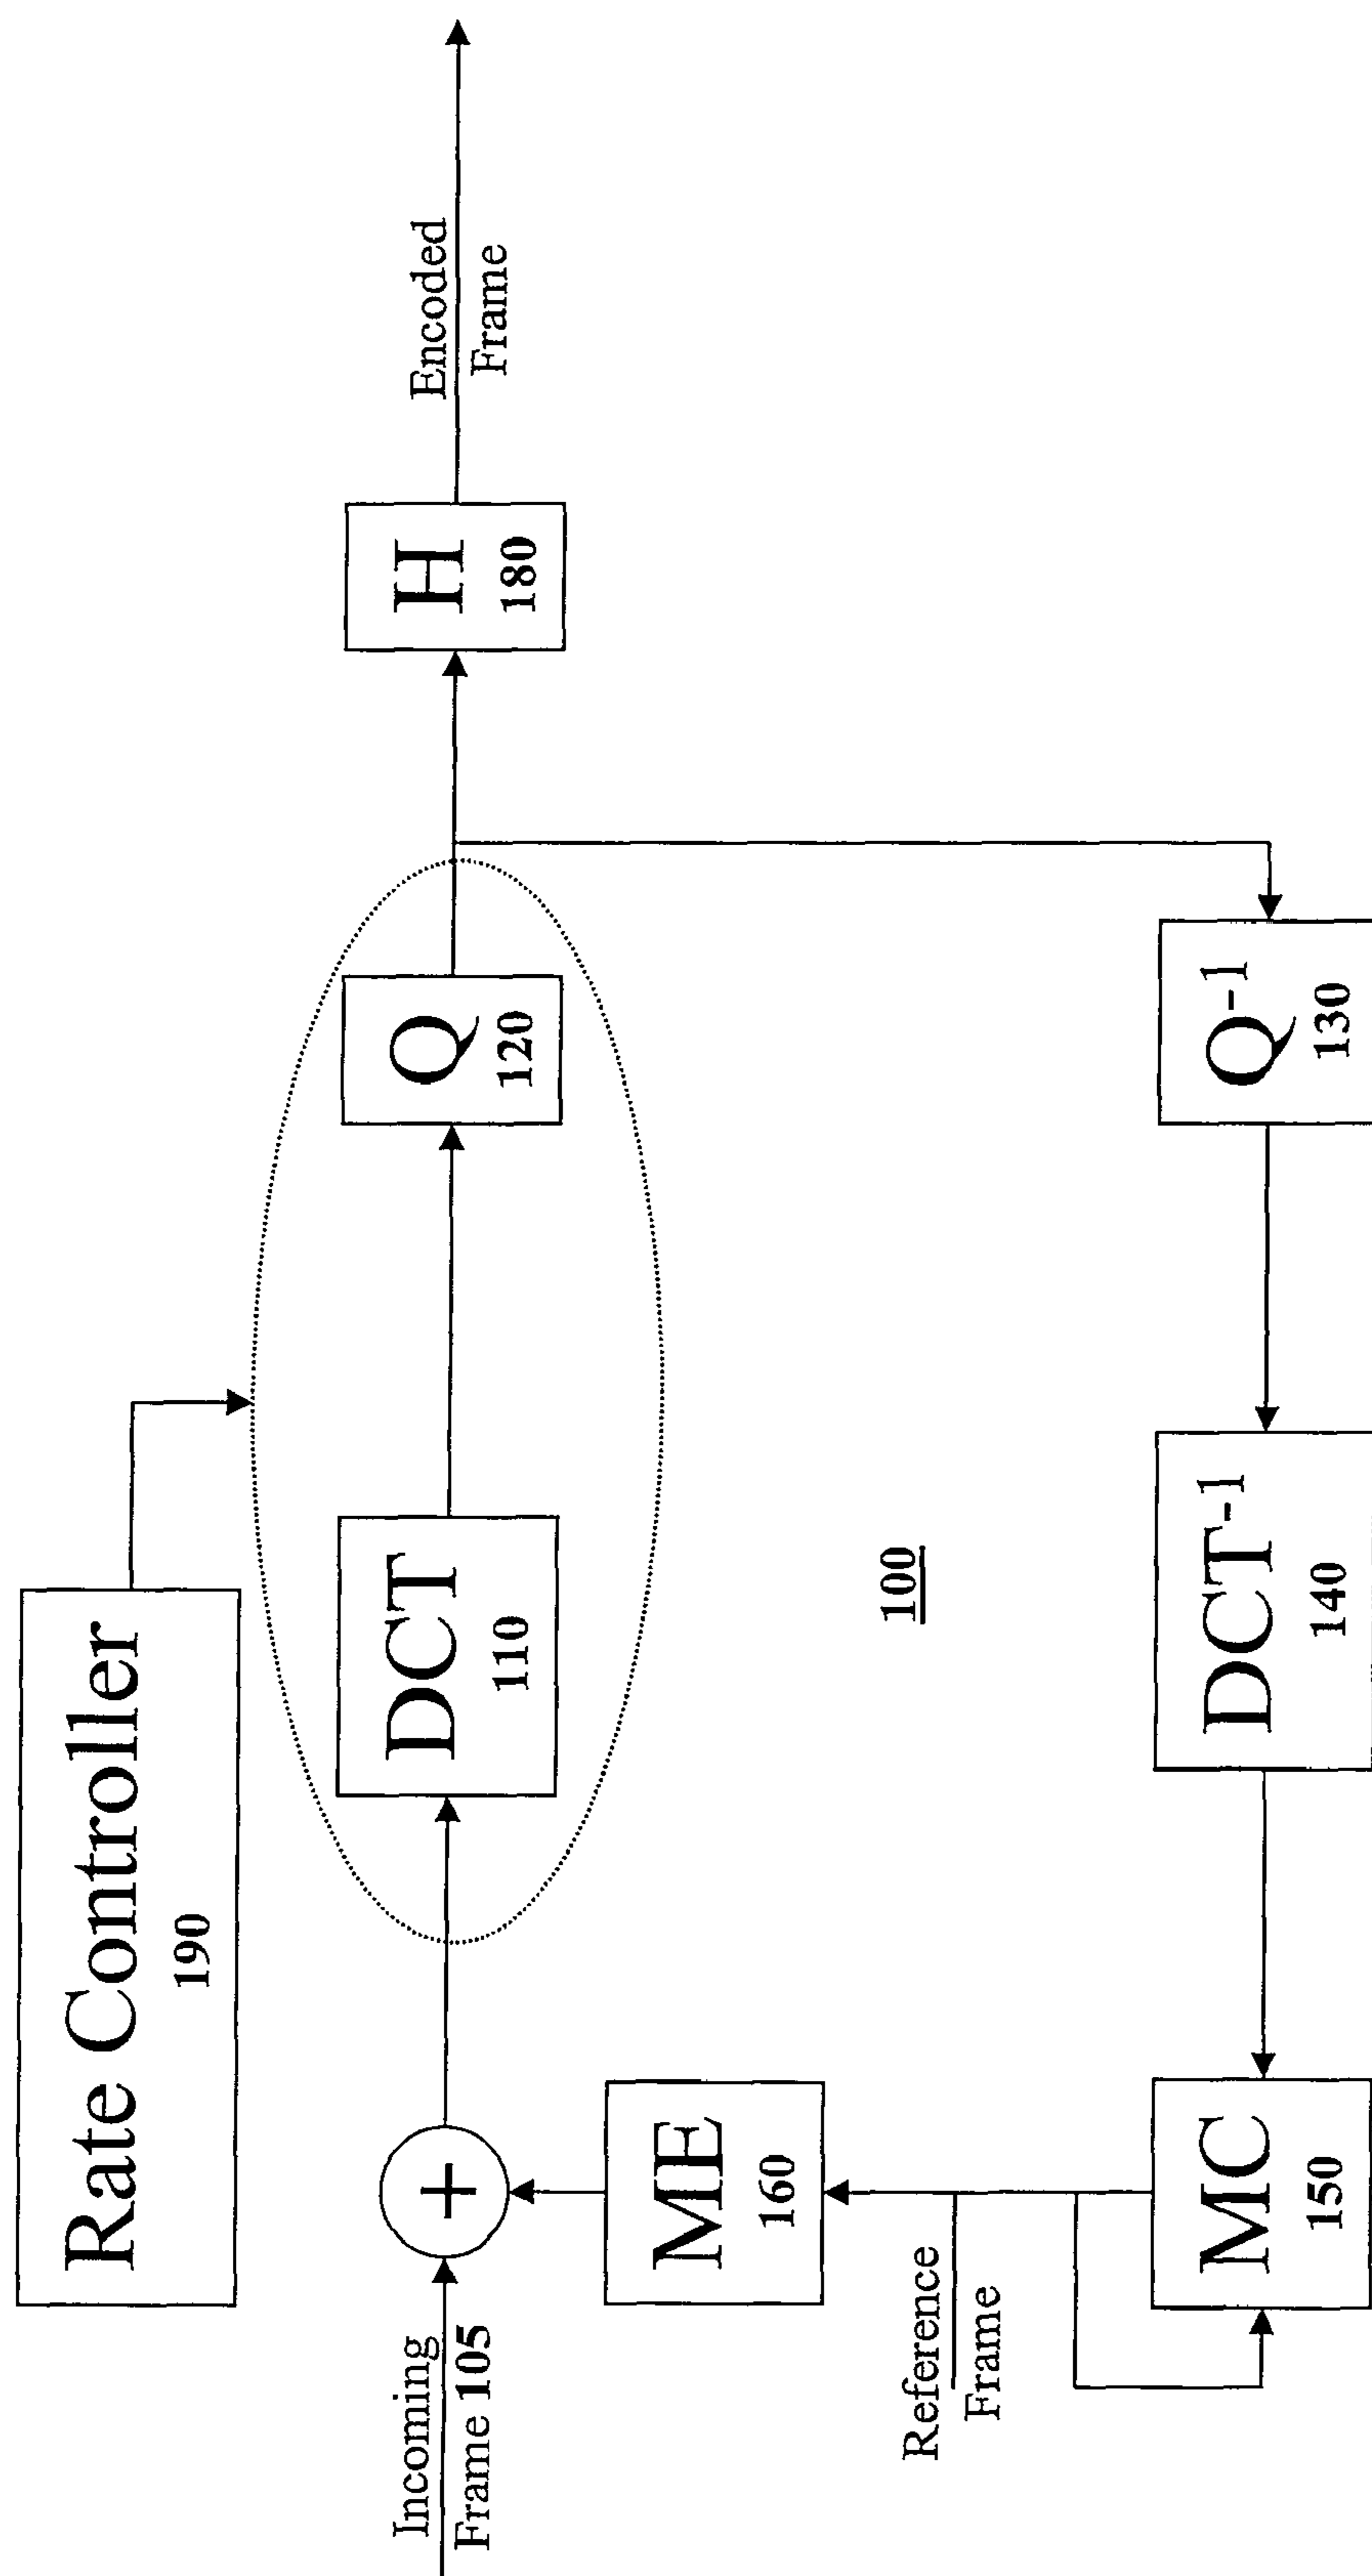 Rate Controller
190
Incoming
Frame 105
+
DCT
110
Q
120
H
180
Encoded
Frame
ME
160
100
Reference
Frame
MC
150
DCT-1
140
Q-1
130